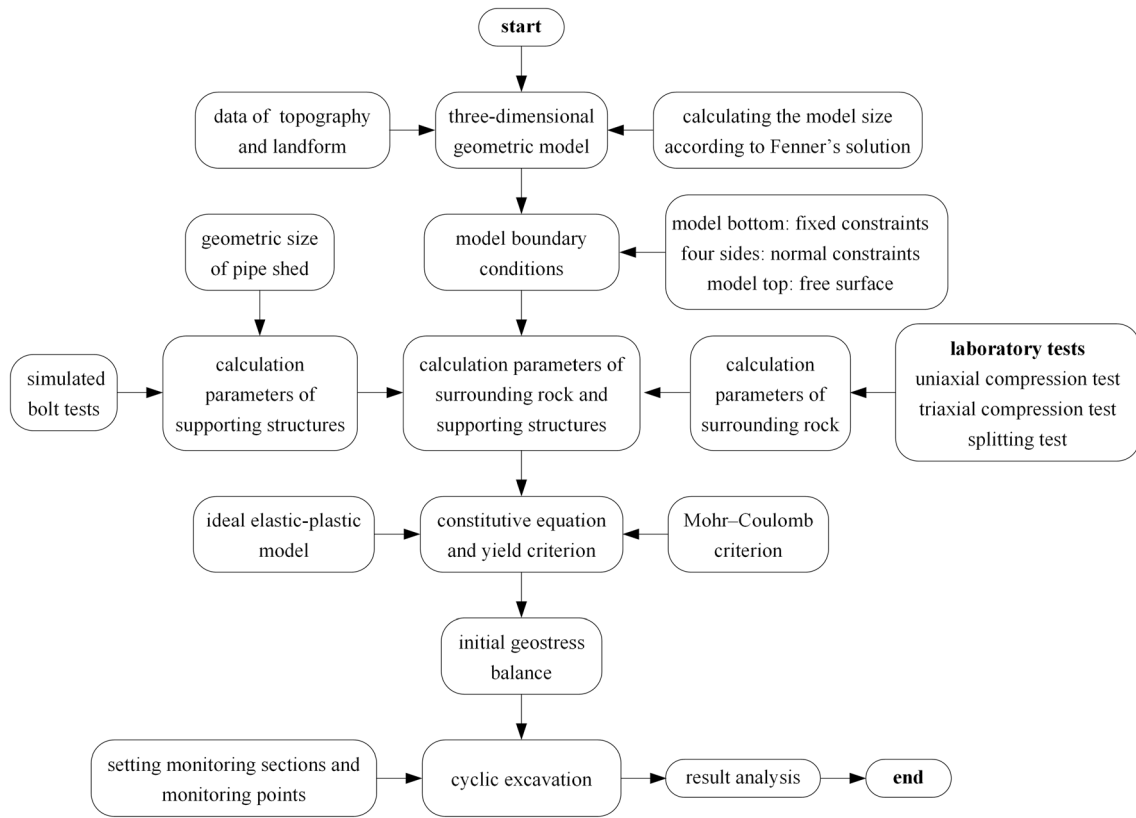 start
data of topography
and landform
three-dimensional
geometric model
calculating the model size
according to Fenner's solution
geometric size
of pipe shed
model boundary
conditions
model bottom: fixed constraints
four sides: normal constraints
model top: free surface
simulated
bolt tests
calculation
parameters of
supporting structures
calculation parameters of
surrounding rock and
supporting structures
calculation
parameters of
surrounding rock
laboratory tests
uniaxial compression test
triaxial compression test
splitting test
ideal elastic-plastic
model
constitutive equation
and yield criterion
Mohr–Coulomb
criterion
initial geostress
balance
setting monitoring sections and
monitoring points
cyclic excavation
result analysis
end